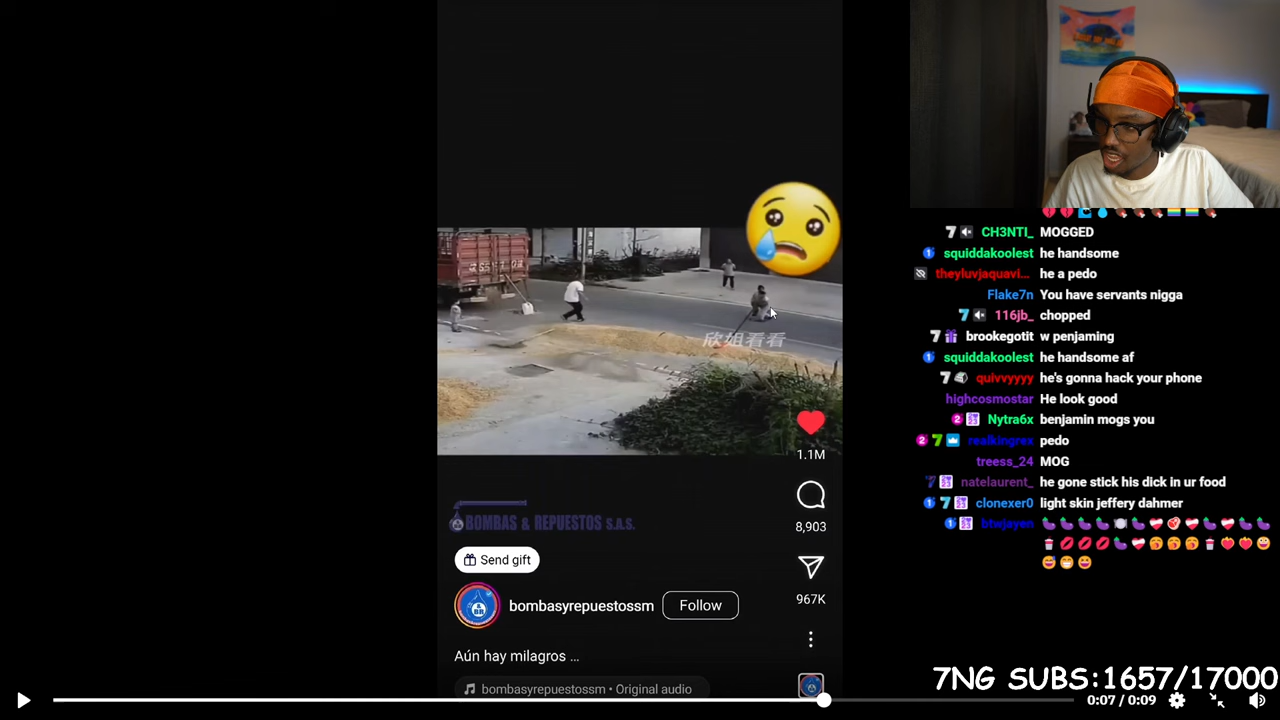 欣姐看看
1.1M
8,903
967K
BOMBAS & REPUESTOS S.A.S.
Send gift
bombasyrepuestossm
Follow
Aún hay milagros ...
bombasyrepuestossm • Original audio
CH3NTI_ MOGGED
squiddakoolest he handsome
theyluvjaquavi... he a pedo
Flake7n You have servants nigga
116jb_ chopped
brookegotit w penjaming
squiddakoolest he handsome af
quivvyyyy he's gonna hack your phone
highcosmostar He look good
Nytra6x benjamin mogs you
realkingrex pedo
treess_24 MOG
natelaurent_ he gone stick his dick in ur food
clonexer0 light skin jeffery dahmer
btwjayen
7NG SUBS:1657/17000
0:07 / 0:09